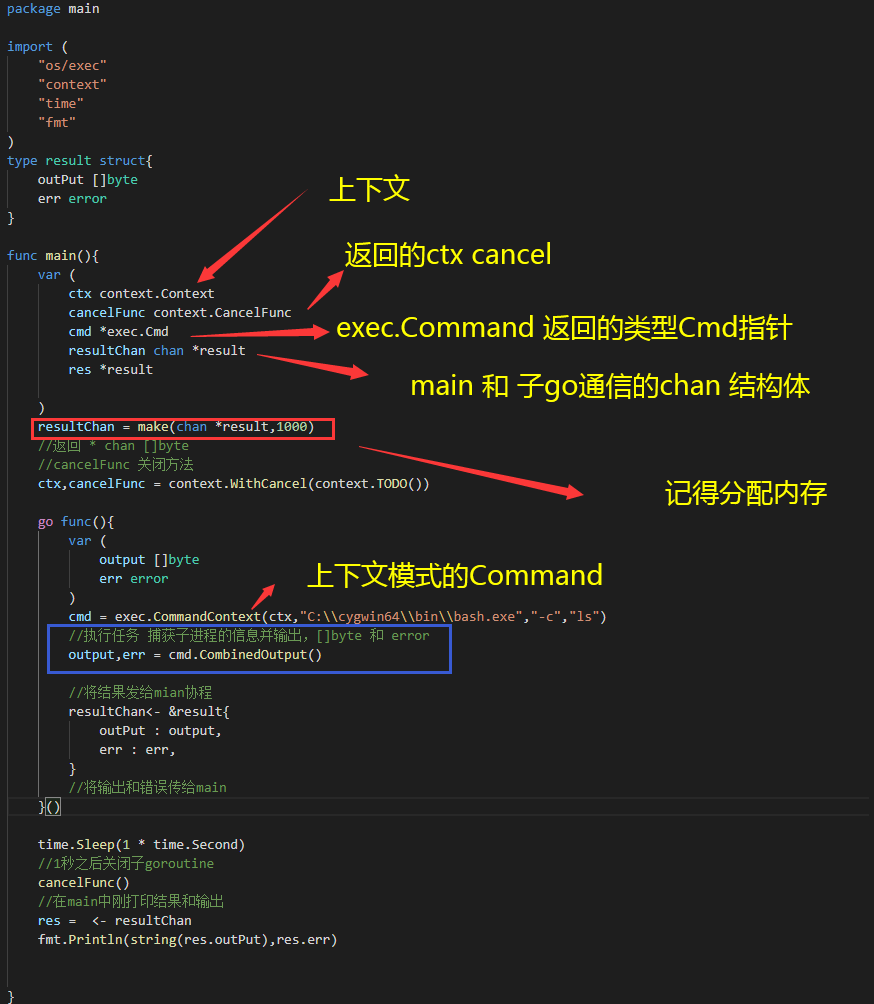 package main
import (
"os/exec"
"context"
"time"
"fmt"
)
type result struct{
outPut []byte
err error
}
上下文
func main(){
返回的ctx cancel
var (
ctx context.Context
cancelFunc context.CancelFunc
cmd *exec.Cmd
exec.Command 返回的类型Cmd指针
resultChan chan *result
res *result
main 和 子go通信的chan 结构体
)
resultChan = make(chan *result,1000)
//返回 * chan []byte
//cancelFunc 关闭方法
ctx,cancelFunc = context.WithCancel(context.TODO())
记得分配内存
go func(){
var (
output []byte
err error
上下文模式的Command
)
cmd = exec.CommandContext(ctx,"C:\\cygwin64\\bin\\bash.exe","-c","ls")
//执行任务 捕获子进程的信息并输出，[]byte 和 error
output,err = cmd.CombinedOutput()
//将结果发给mian协程
resultChan<- &result{
outPut : output,
err : err,
}
//将输出和错误传给main
}()
time.Sleep(1 * time.Second)
//1秒之后关闭子goroutine
cancelFunc()
//在main中刚打印结果和输出
res =  <- resultChan
fmt.Println(string(res.outPut),res.err)
}